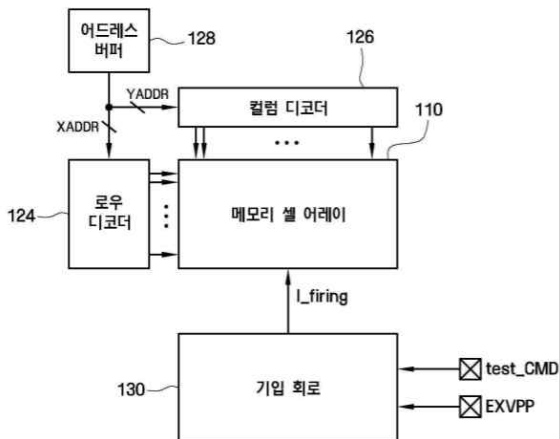 어드레스
버퍼
128
126
YADDR
컬럼 디코더
XADDR
110
124
로우
디코더
메모리 셀 어레이
I_firing
130
기입 회로
test_CMD
EXVPP